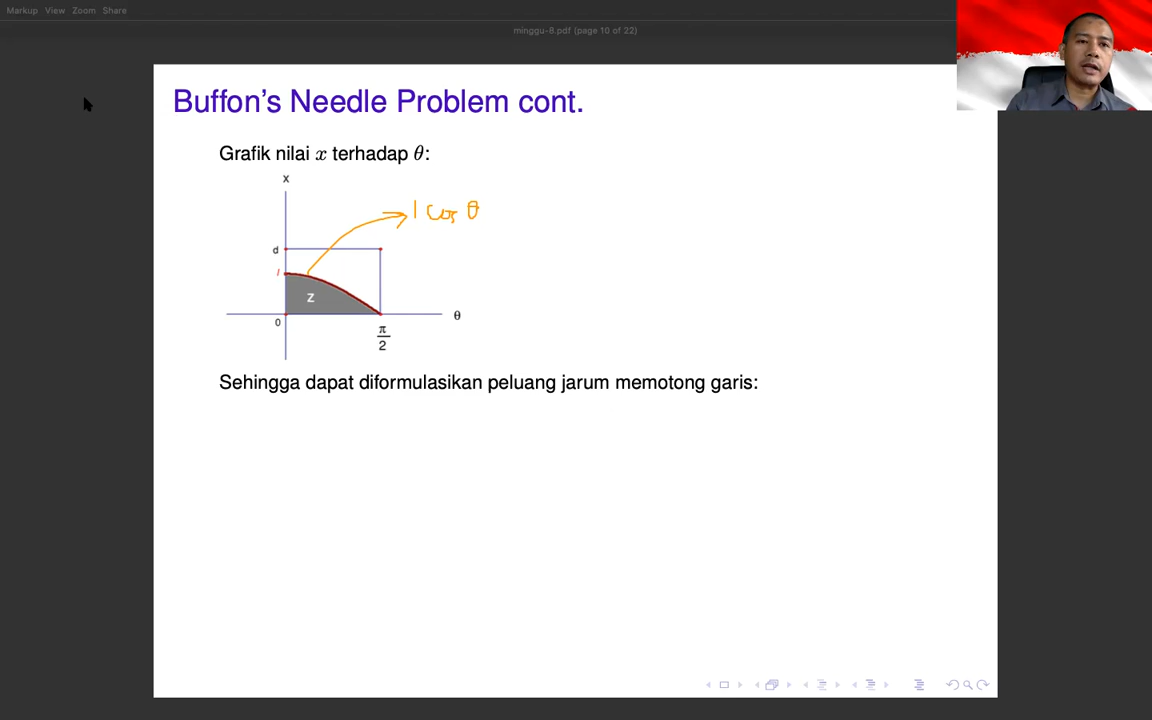 Markup View Zoom Share
minggu-8.pdf (page 10 of 22)
Buffon's Needle Problem cont.
Grafik nilai x terhadap θ:
x
l cos θ
d
l
z
0
θ
π
2
Sehingga dapat diformulasikan peluang jarum memotong garis: